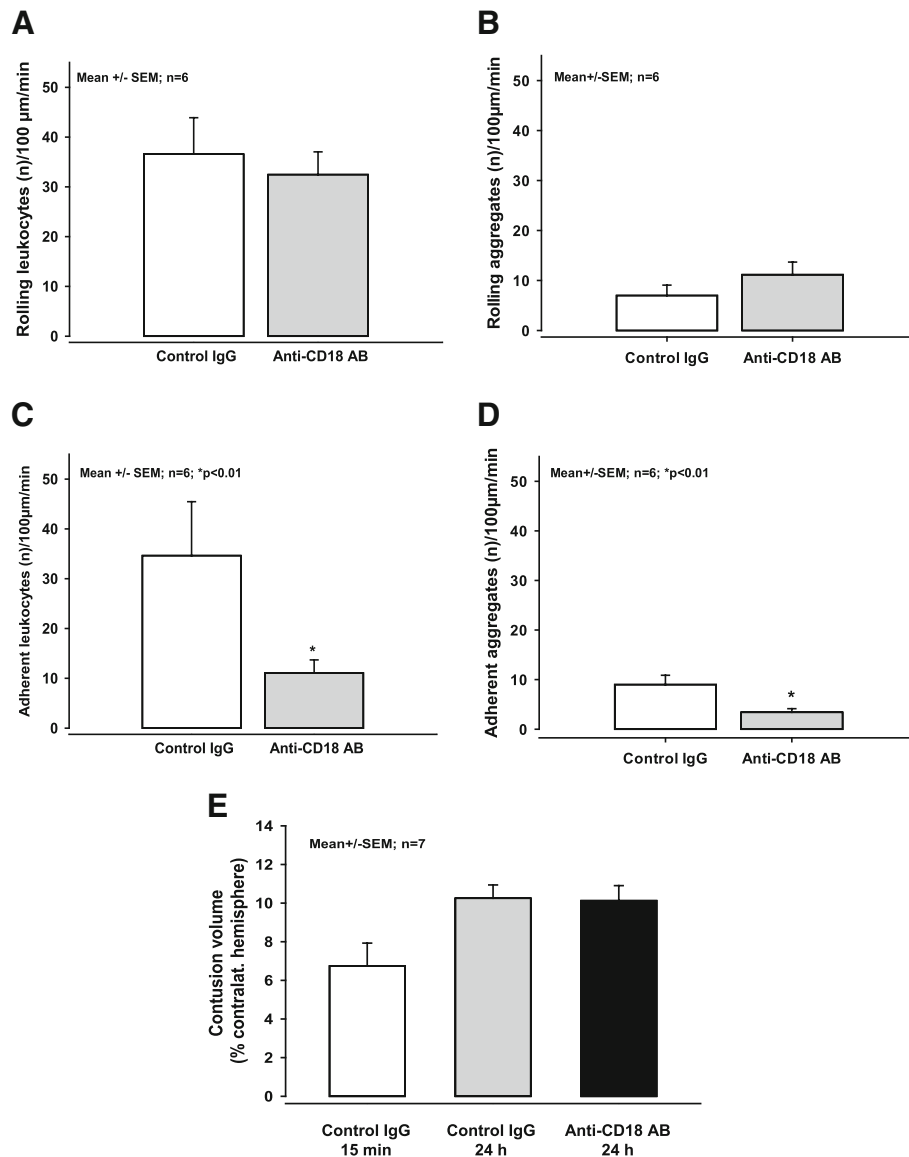 A
Rolling leukocytes (n)/100 µm/min
Mean +/- SEM; n=6
50
40
30
20
10
0
Control IgG
Anti-CD18 AB
B
Rolling aggregates (n)/100µm/min
Mean+/-SEM; n=6
50
40
30
20
10
0
Control IgG
Anti-CD18 AB
C
Adherent leukocytes (n)/100µm/min
Mean +/- SEM; n=6; *p<0.01
50
40
30
20
10
0
*
Control IgG
Anti-CD18 AB
D
Adherent aggregates (n)/100µm/min
Mean+/-SEM; n=6; *p<0.01
50
40
30
20
10
0
*
Control IgG
Anti-CD18 AB
E
Contusion volume
(% contralat. hemisphere)
Mean+/-SEM; n=7
14
12
10
8
6
4
2
0
Control IgG
15 min
Control IgG
24 h
Anti-CD18 AB
24 h